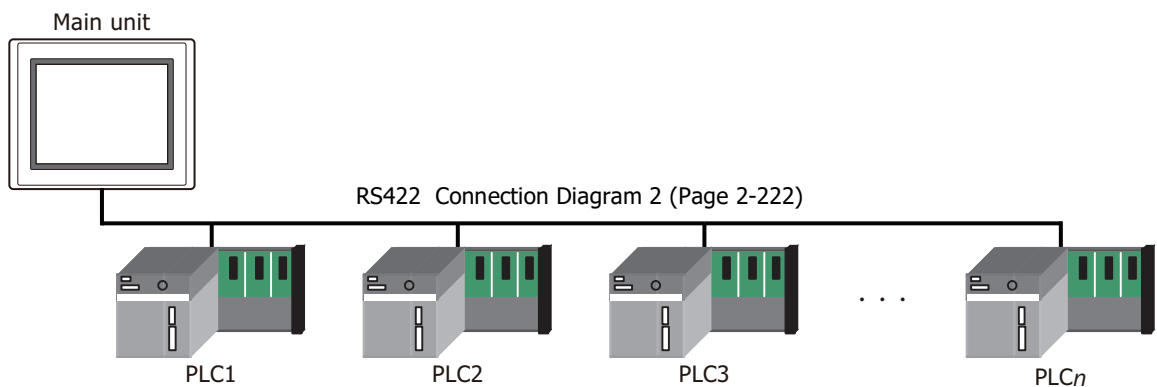 Main unit
RS422  Connection Diagram 2 (Page 2-222)
. . .
PLC1
PLC2
PLC3
PLCn